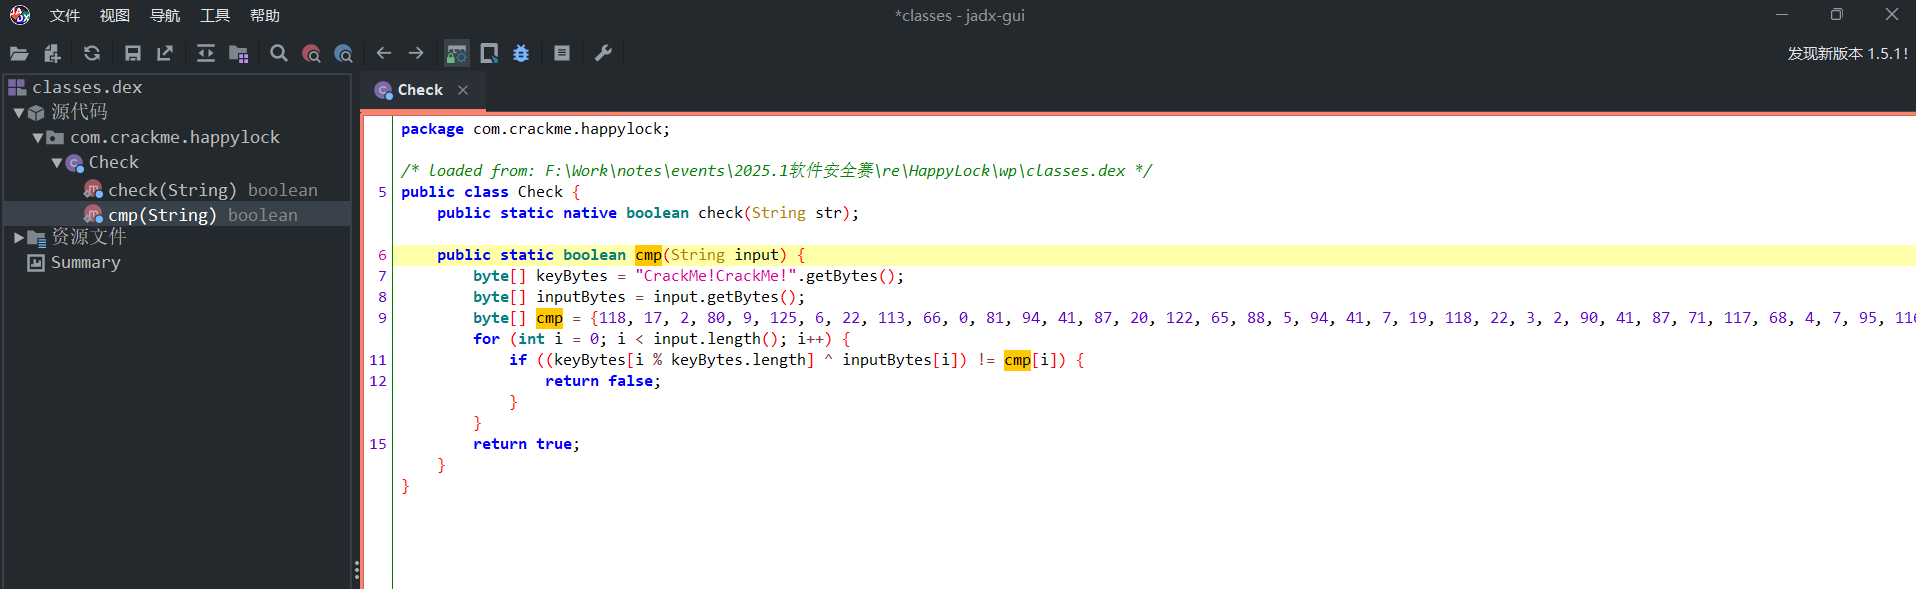 文件 视图 导航 工具 帮助
*classes - jadx-gui
发现新版本 1.5.1!
classes.dex
源代码
com.crackme.happylock
Check
check(String) boolean
cmp(String) boolean
资源文件
Summary
Check
package com.crackme.happylock;
/* loaded from: F:\Work\notes\events\2025.1软件安全赛\re\HappyLock\wp\classes.dex */
5 public class Check {
public static native boolean check(String str);
6 public static boolean cmp(String input) {
7 byte[] keyBytes = "CrackMe!CrackMe!".getBytes();
8 byte[] inputBytes = input.getBytes();
9 byte[] cmp = {118, 17, 2, 80, 9, 125, 6, 22, 113, 66, 0, 81, 94, 41, 87, 20, 122, 65, 88, 5, 94, 41, 7, 19, 118, 22, 3, 2, 90, 41, 87, 71, 117, 68, 4, 7, 95, 116
for (int i = 0; i < input.length(); i++) {
11 if ((keyBytes[i % keyBytes.length] ^ inputBytes[i]) != cmp[i]) {
12 return false;
}
}
15 return true;
}
}